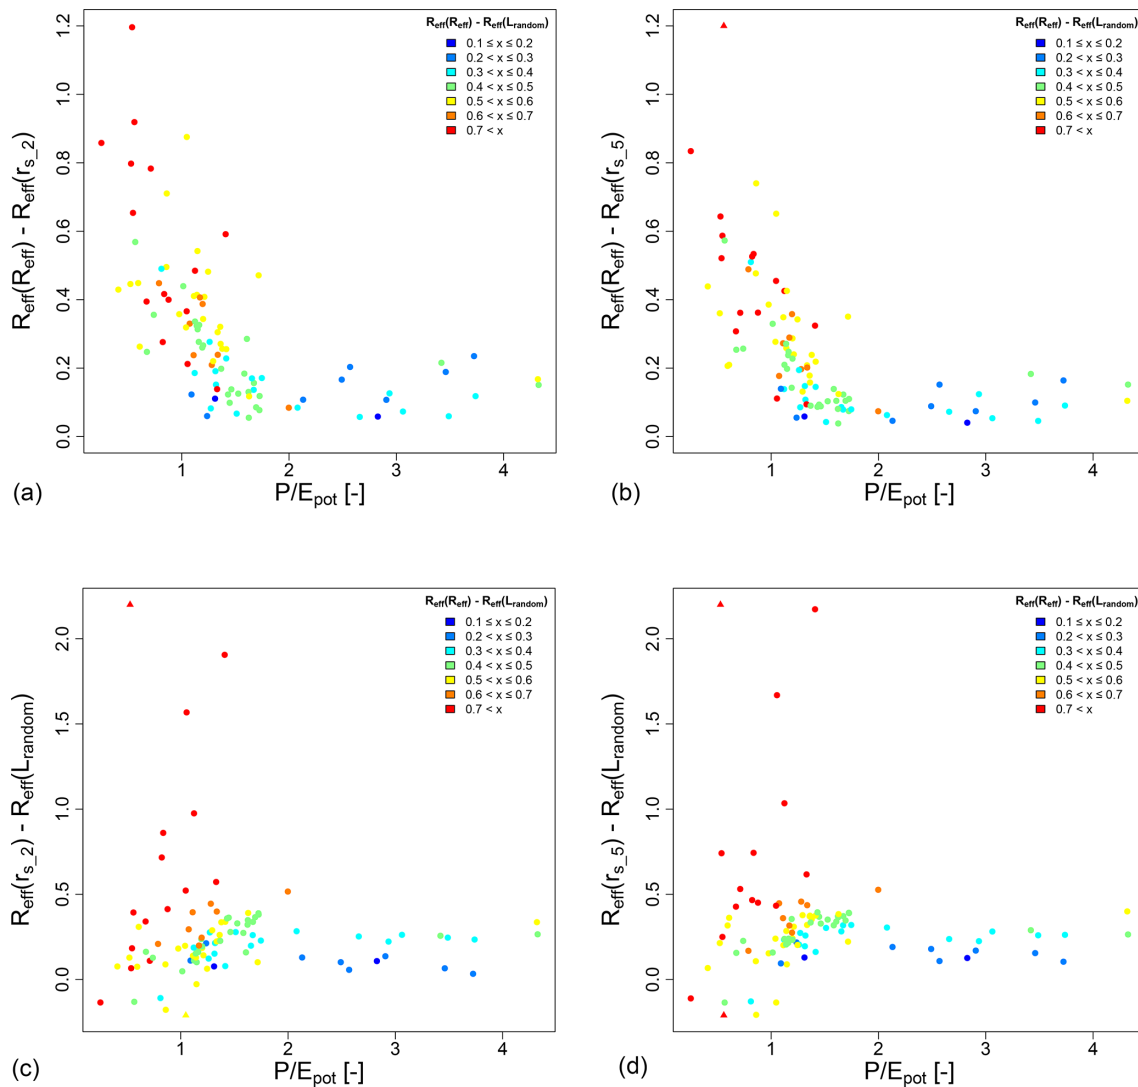 R_eff(R_eff) - R_eff(r_s_2)
0.0 0.2 0.4 0.6 0.8 1.0 1.2
R_eff(R_eff) - R_eff(L_random)
0.1 ≤ x ≤ 0.2
0.2 < x ≤ 0.3
0.3 < x ≤ 0.4
0.4 < x ≤ 0.5
0.5 < x ≤ 0.6
0.6 < x ≤ 0.7
0.7 < x
1 2 3 4
(a) P/E_pot [-]
R_eff(R_eff) - R_eff(r_s_5)
0.0 0.2 0.4 0.6 0.8 1.0 1.2
R_eff(R_eff) - R_eff(L_random)
0.1 ≤ x ≤ 0.2
0.2 < x ≤ 0.3
0.3 < x ≤ 0.4
0.4 < x ≤ 0.5
0.5 < x ≤ 0.6
0.6 < x ≤ 0.7
0.7 < x
1 2 3 4
(b) P/E_pot [-]
R_eff(r_s_2) - R_eff(L_random)
0.0 0.5 1.0 1.5 2.0
R_eff(R_eff) - R_eff(L_random)
0.1 ≤ x ≤ 0.2
0.2 < x ≤ 0.3
0.3 < x ≤ 0.4
0.4 < x ≤ 0.5
0.5 < x ≤ 0.6
0.6 < x ≤ 0.7
0.7 < x
1 2 3 4
(c) P/E_pot [-]
R_eff(r_s_5) - R_eff(L_random)
0.0 0.5 1.0 1.5 2.0
R_eff(R_eff) - R_eff(L_random)
0.1 ≤ x ≤ 0.2
0.2 < x ≤ 0.3
0.3 < x ≤ 0.4
0.4 < x ≤ 0.5
0.5 < x ≤ 0.6
0.6 < x ≤ 0.7
0.7 < x
1 2 3 4
(d) P/E_pot [-]